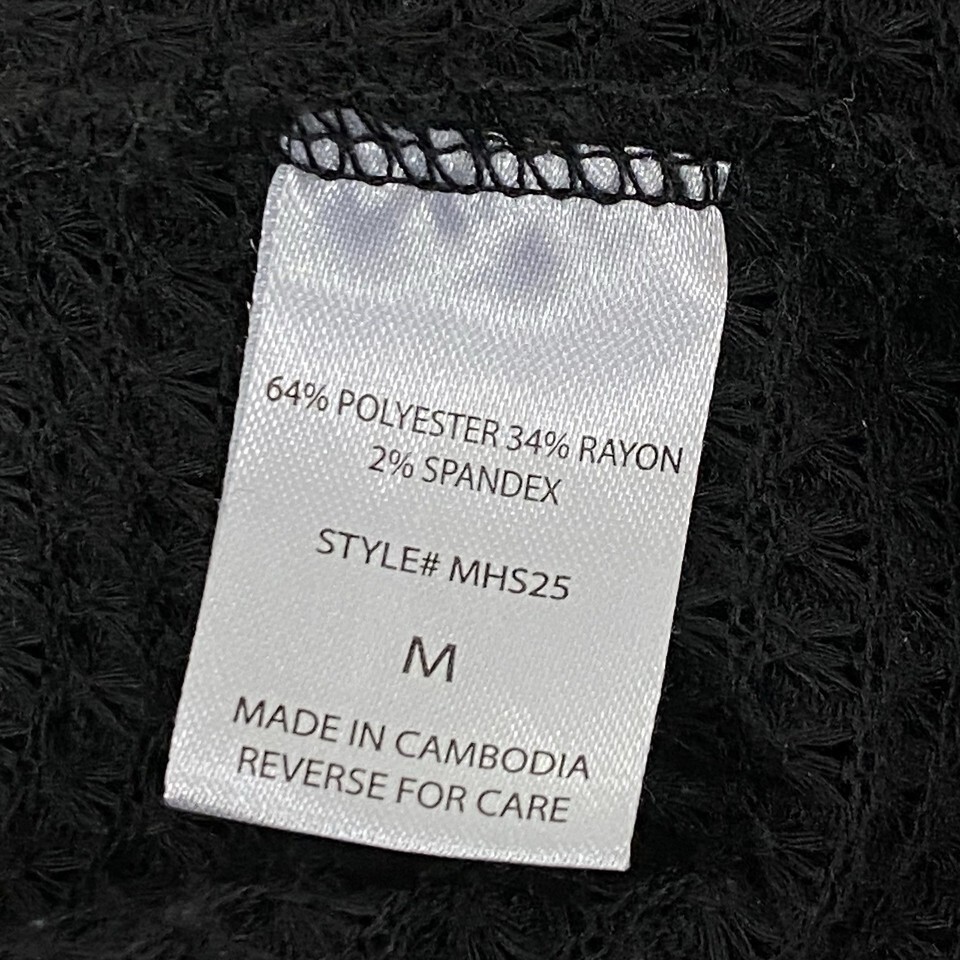 64% POLYESTER 34% RAYON
2% SPANDEX
STYLE# MHS25
M
MADE IN CAMBODIA
REVERSE FOR CARE